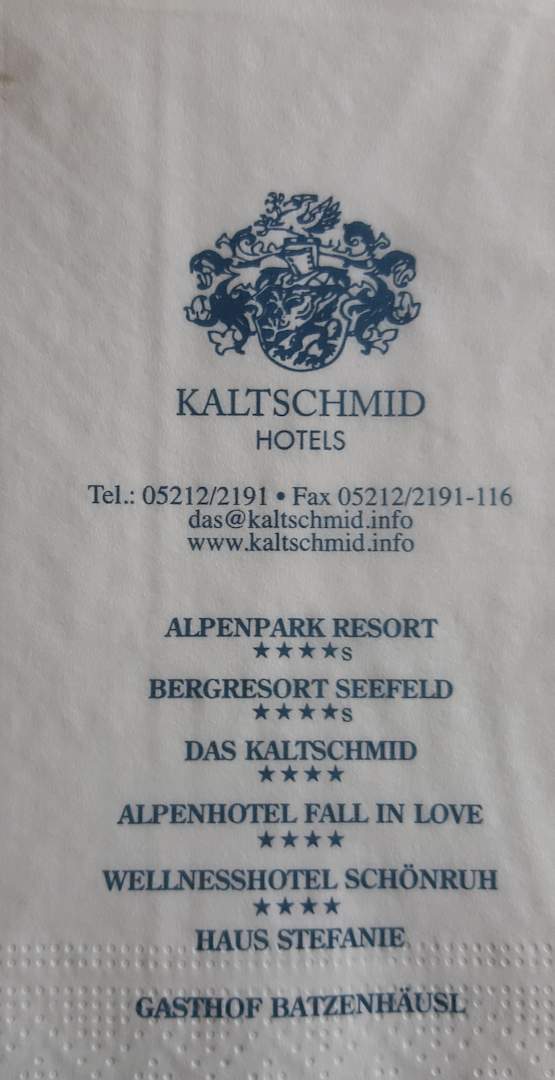 KALTSCHMID
HOTELS
Tel.: 05212/2191 • Fax 05212/2191-116
das@kaltschmid.info
www.kaltschmid.info
ALPENPARK RESORT
★★★★s
BERGRESORT SEEFELD
★★★★s
DAS KALTSCHMID
★★★★
ALPENHOTEL FALL IN LOVE
★★★★
WELLNESSHOTEL SCHÖNRUH
★★★★
HAUS STEFANIE
GASTHOF BATZENHÄUSL